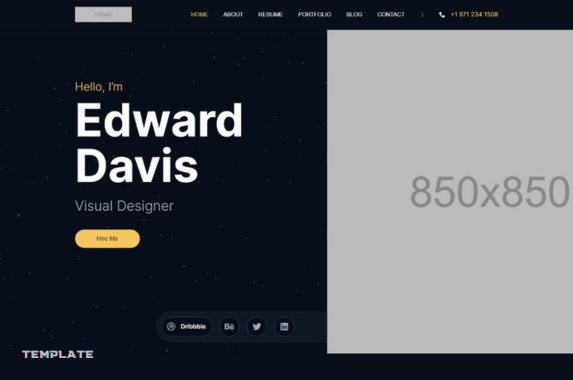 HOME ABOUT RESUME PORTFOLIO BLOG CONTACT | +1 971 234 1508
Hello, I'm
Edward
Davis
Visual Designer
Hire Me
850x850
Dribbble Bē
TEMPLATE